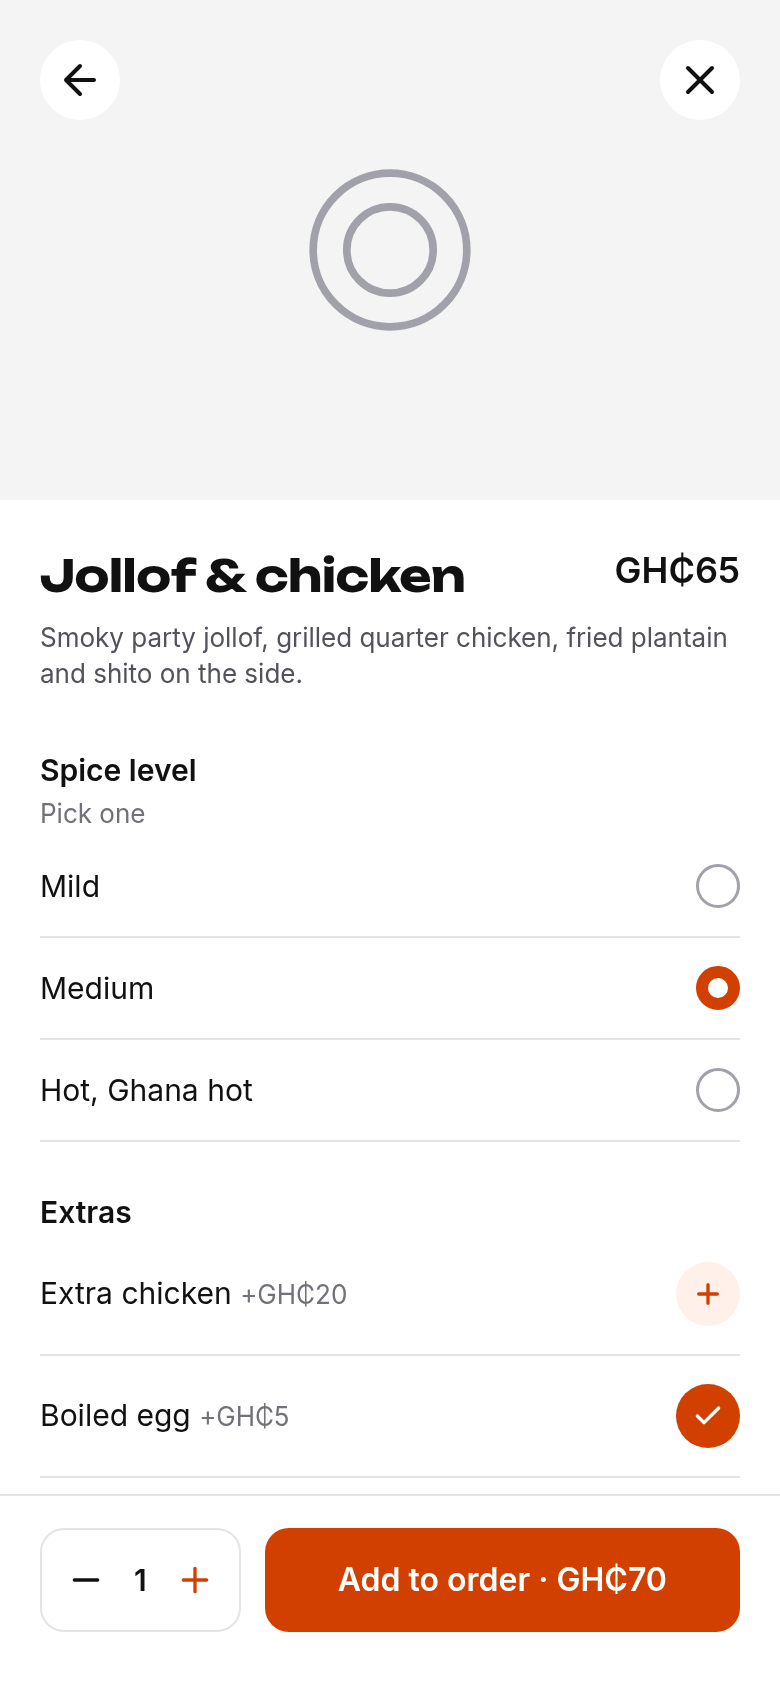 Jollof & chicken
GH₵65
Smoky party jollof, grilled quarter chicken, fried plantain
and shito on the side.
Spice level
Pick one
Mild
Medium
Hot, Ghana hot
Extras
Extra chicken +GH₵20
Boiled egg +GH₵5
1
Add to order · GH₵70